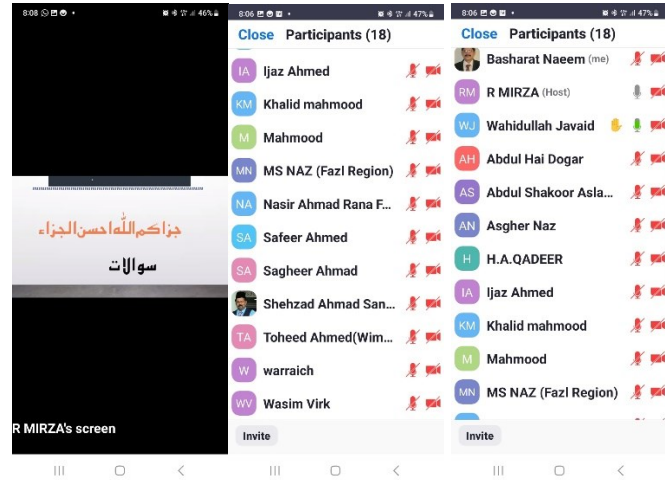 8:08
46%
جزاكم اللّٰه احسن الجزاء
سوالات
R MIRZA's screen
8:06
47%
Close Participants (18)
IA Ijaz Ahmed
KM Khalid mahmood
M Mahmood
MN MS NAZ (Fazl Region)
NA Nasir Ahmad Rana F...
SA Safeer Ahmed
SA Sagheer Ahmad
Shehzad Ahmad San...
TA Toheed Ahmed(Wim...
W warraich
WV Wasim Virk
Invite
8:06
47%
Close Participants (18)
Basharat Naeem (me)
RM R MIRZA (Host)
WJ Wahidullah Javaid
AH Abdul Hai Dogar
AS Abdul Shakoor Asla...
AN Asgher Naz
H H.A.QADEER
IA Ijaz Ahmed
KM Khalid mahmood
M Mahmood
MN MS NAZ (Fazl Region)
Invite